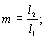 m = l₂ / l₁,